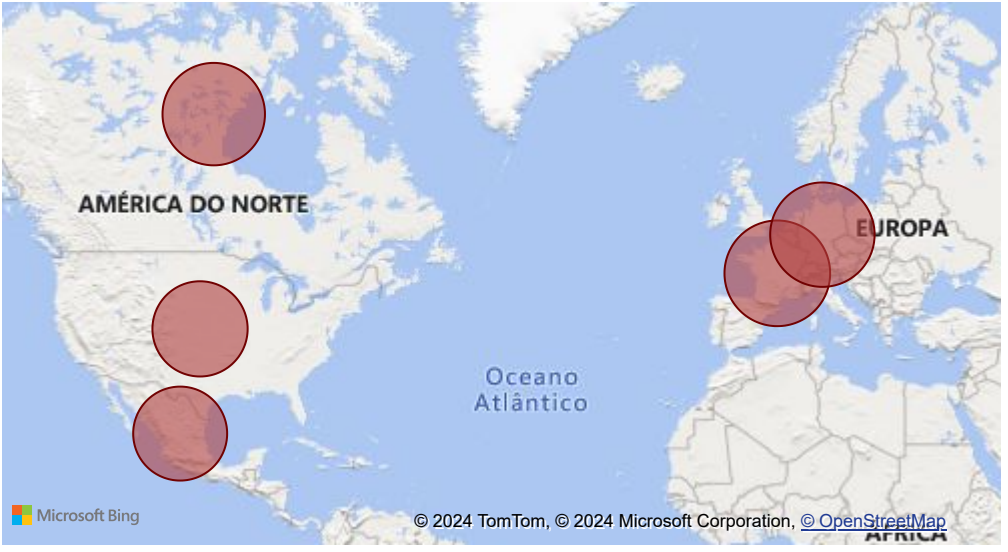 AMÉRICA DO NORTE
EUROPA
Oceano
Atlântico
Microsoft Bing
© 2024 TomTom, © 2024 Microsoft Corporation, © OpenStreetMap
ÁFRICA